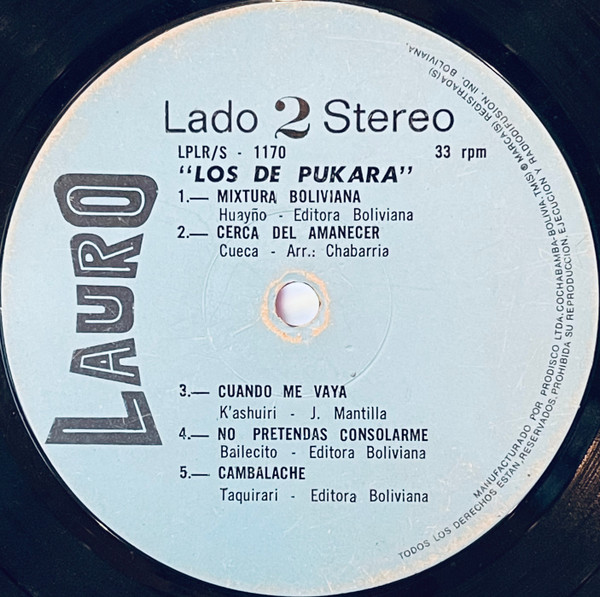 LAURO
Lado 2 Stereo
LPLR/S - 1170 33 rpm
"LOS DE PUKARA"
1.— MIXTURA BOLIVIANA
Huayño - Editora Boliviana
2.— CERCA DEL AMANECER
Cueca - Arr.: Chabarria
3.— CUANDO ME VAYA
K'ashuiri - J. Mantilla
4.— NO PRETENDAS CONSOLARME
Bailecito - Editora Boliviana
5.— CAMBALACHE
Taquirari - Editora Boliviana
MANUFACTURADO POR PRODISCO LTDA.COCHABAMBA-BOLIVIA-TM(S)®MARCA(S) REGISTRADA(S)
TODOS LOS DERECHOS ESTAN RESERVADOS.PROHIBIDA SU REPRODUCCION, EJECUCION Y RADIODIFUSION. IND. BOLIVIANA.